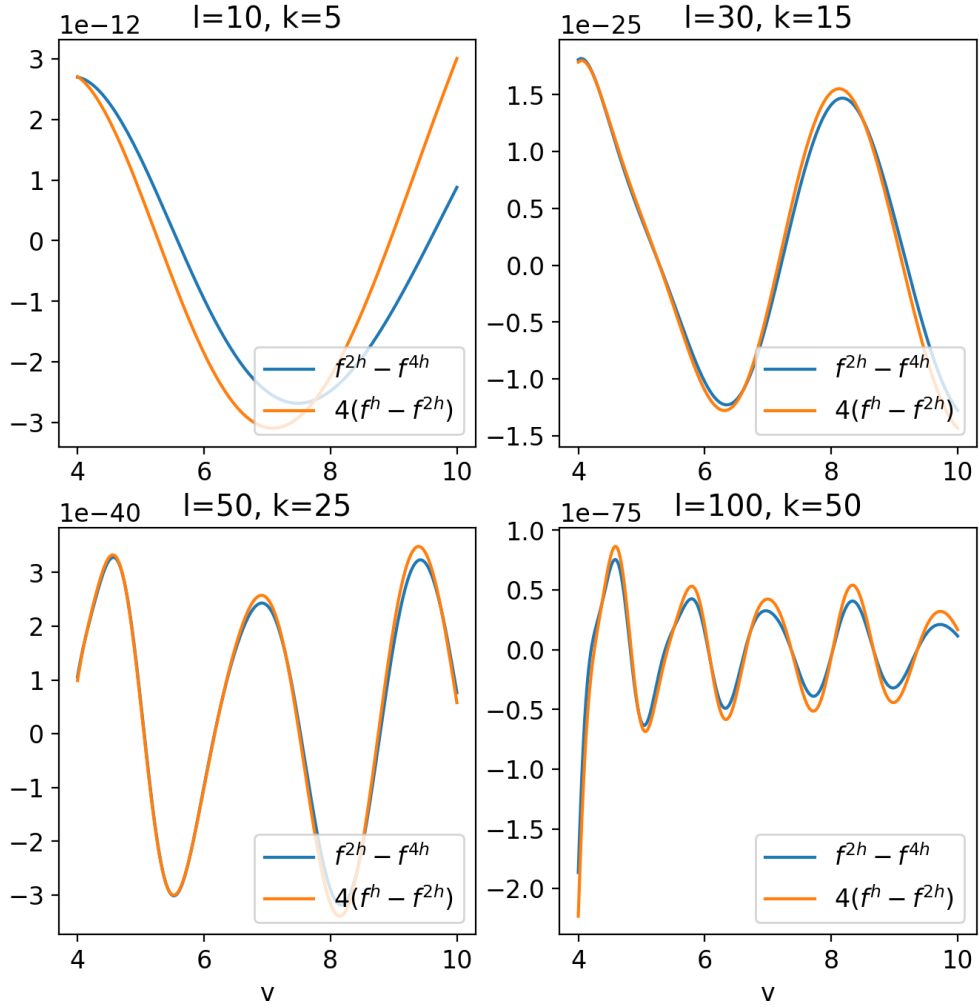 l=10, k=5
1e−12
3
2
1
0
−1
−2
−3
4 6 8 10
f^{2h} − f^{4h}
4(f^h − f^{2h})
l=30, k=15
1e−25
1.5
1.0
0.5
0.0
−0.5
−1.0
−1.5
4 6 8 10
f^{2h} − f^{4h}
4(f^h − f^{2h})
l=50, k=25
1e−40
3
2
1
0
−1
−2
−3
4 6 8 10
v
f^{2h} − f^{4h}
4(f^h − f^{2h})
l=100, k=50
1e−75
1.0
0.5
0.0
−0.5
−1.0
−1.5
−2.0
4 6 8 10
v
f^{2h} − f^{4h}
4(f^h − f^{2h})